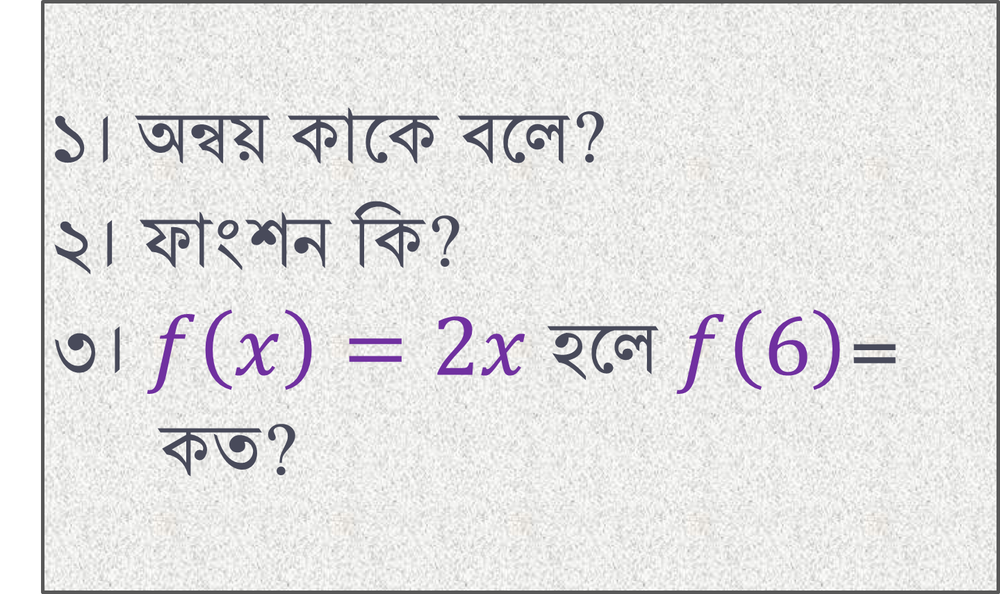 ১। অন্বয় কাকে বলে?
২। ফাংশন কি?
৩। f(x) = 2x হলে f(6)=
কত?